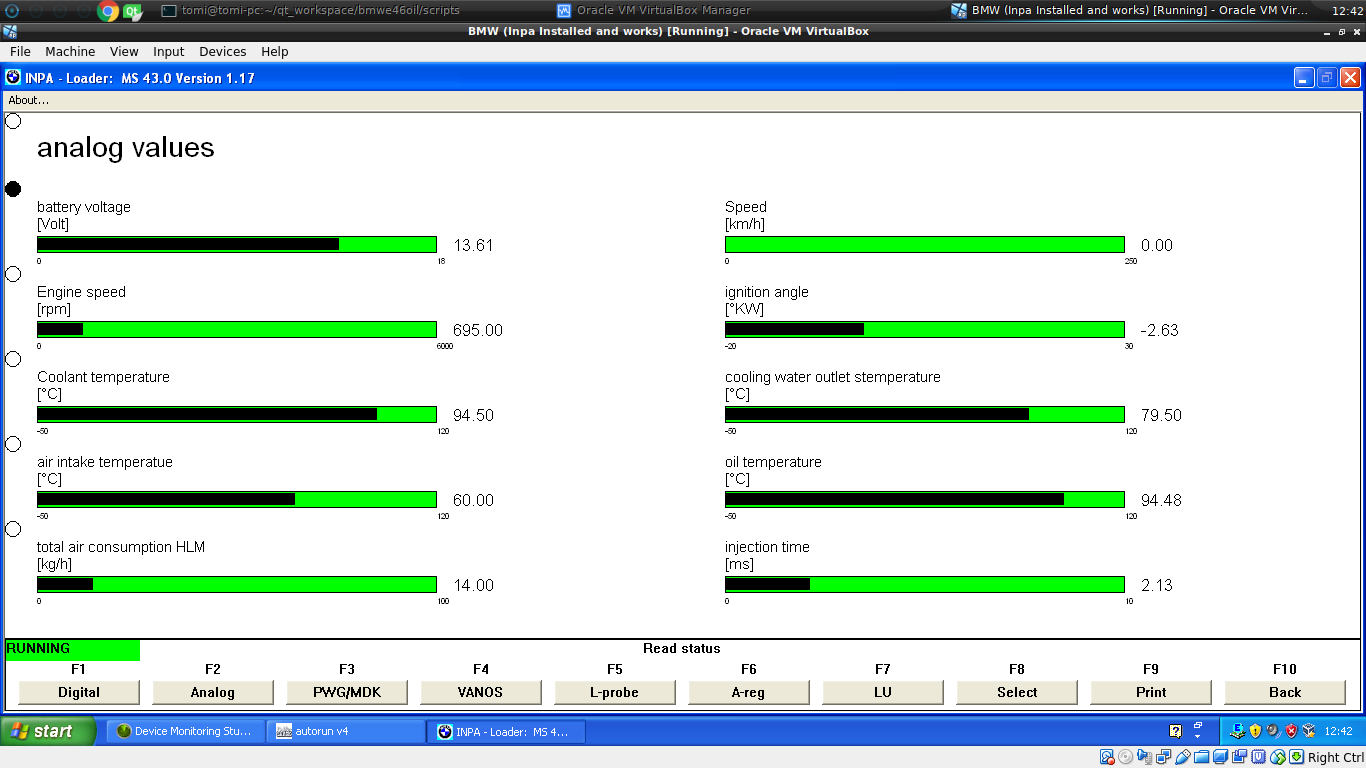 tomi@tomi-pc:~/qt_workspace/bmwe46oil/scripts
Oracle VM VirtualBox Manager
BMW (Inpa Installed and works) [Running] - Oracle VM Vir...
12:42
BMW (Inpa Installed and works) [Running] - Oracle VM VirtualBox
File Machine View Input Devices Help
INPA - Loader: MS 43.0 Version 1.17
About...
analog values
battery voltage
[Volt]
13.61
0 18
Speed
[km/h]
0.00
0 250
Engine speed
[rpm]
695.00
0 6000
ignition angle
[°KW]
-2.63
-20 30
Coolant temperature
[°C]
94.50
-50 120
cooling water outlet stemperature
[°C]
79.50
-50 120
air intake temperatue
[°C]
60.00
-50 120
oil temperature
[°C]
94.48
-50 120
total air consumption HLM
[kg/h]
14.00
0 100
injection time
[ms]
2.13
0 10
RUNNING
Read status
F1 F2 F3 F4 F5 F6 F7 F8 F9 F10
Digital Analog PWG/MDK VANOS L-probe A-reg LU Select Print Back
start
Device Monitoring Stu...
autorun v4
INPA - Loader: MS 4...
12:42
Right Ctrl